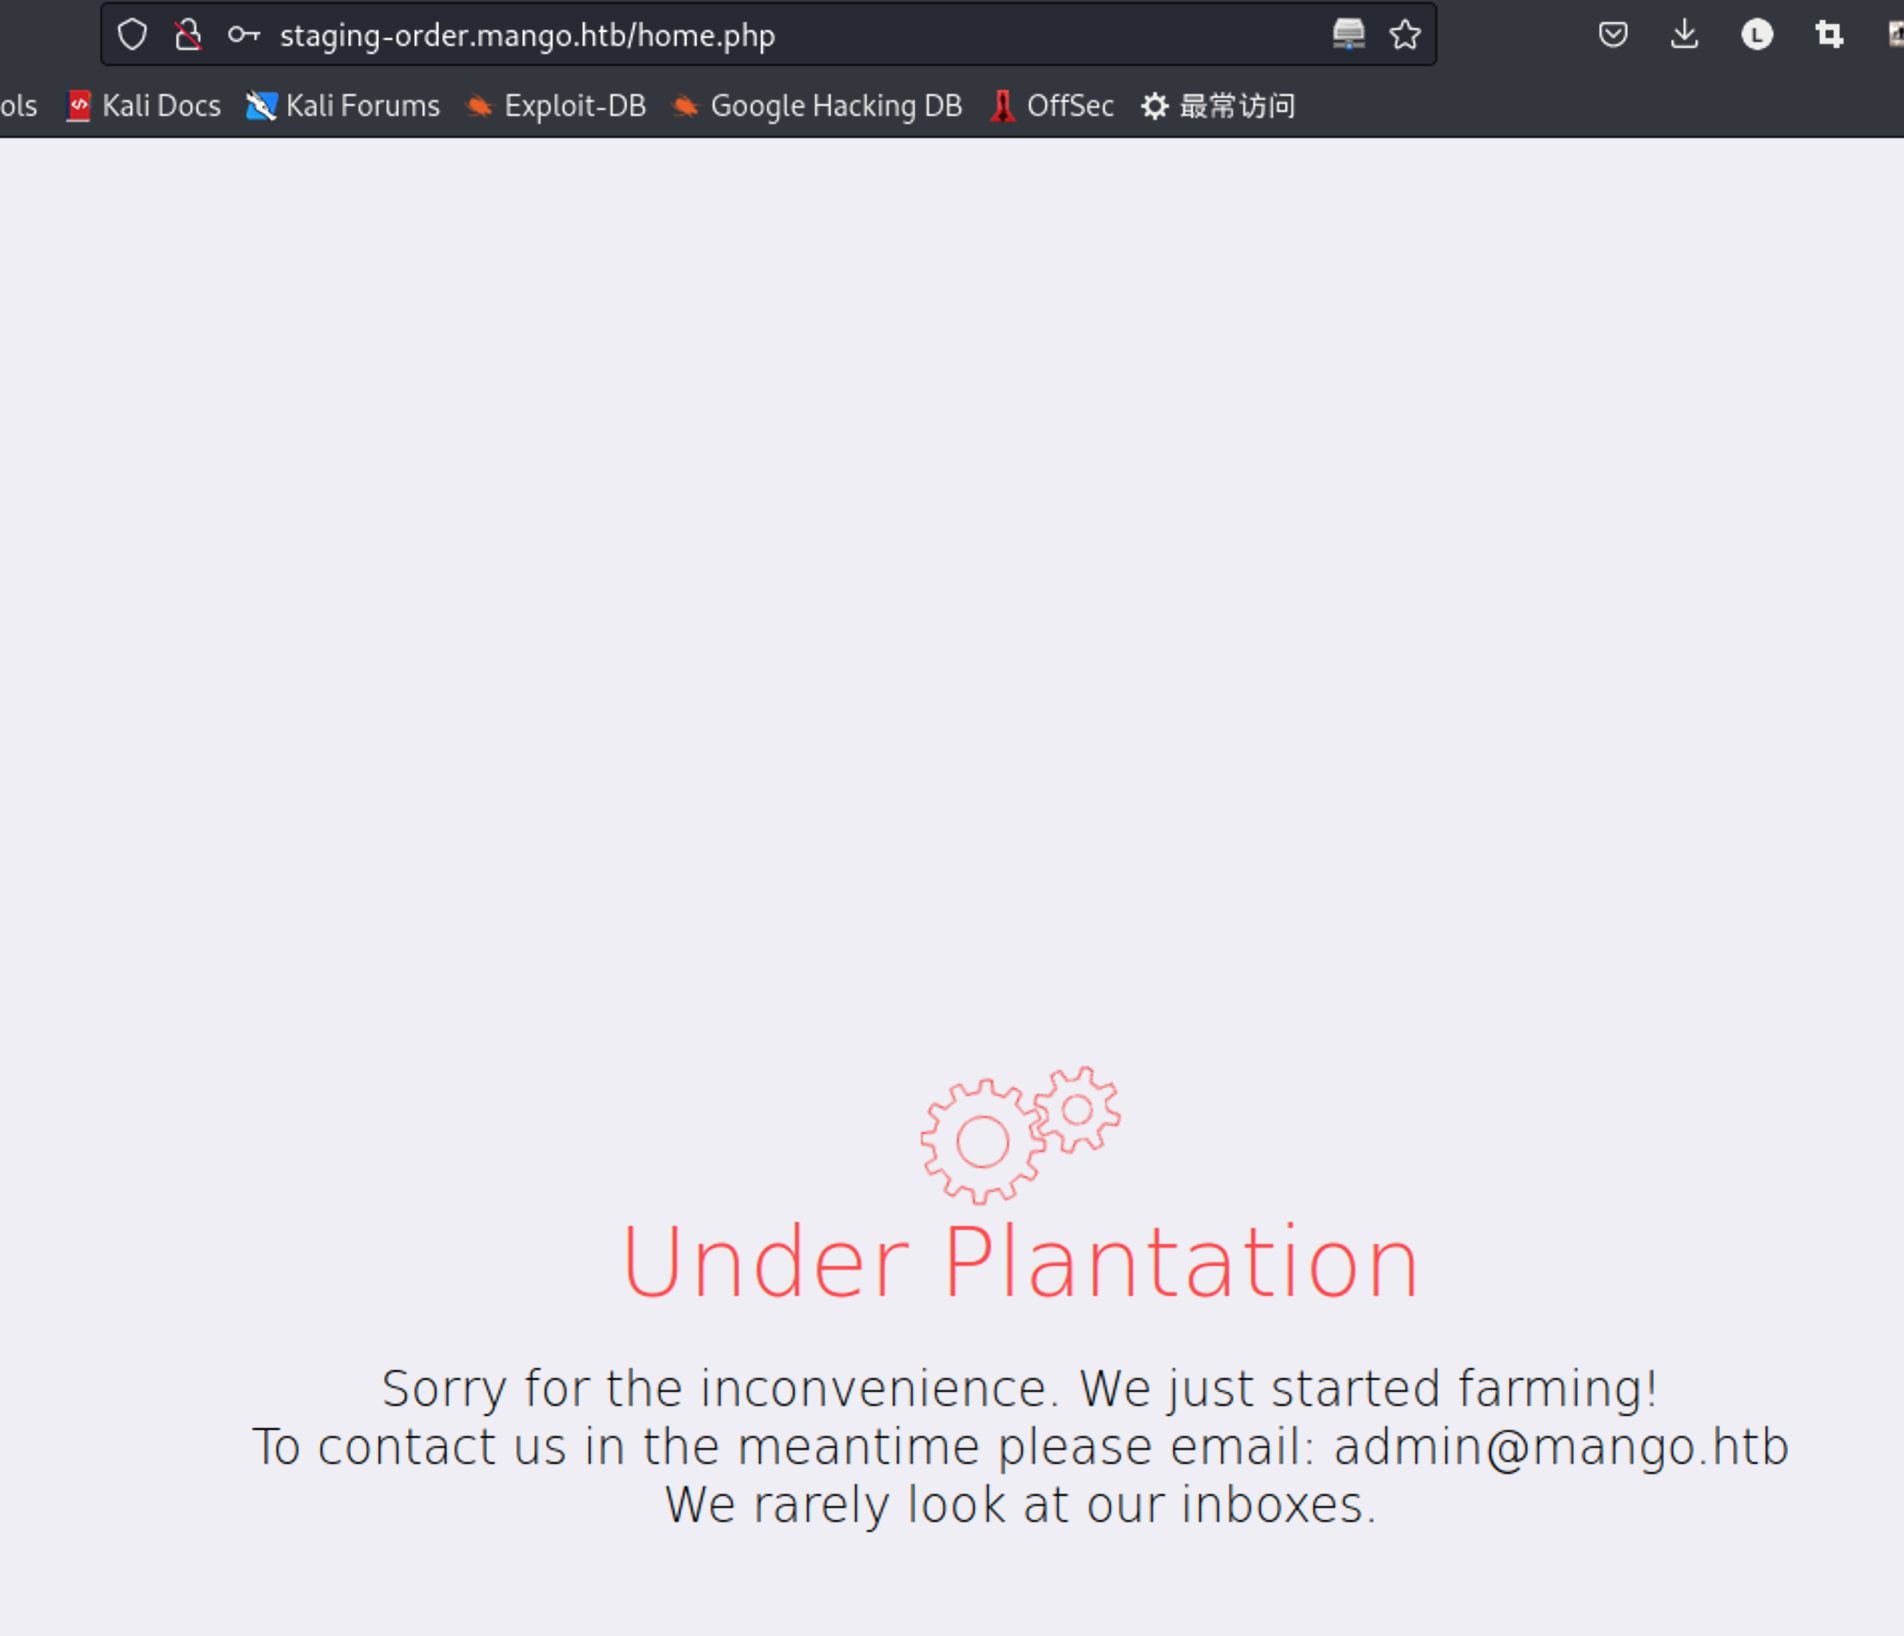 staging-order.mango.htb/home.php
L
ols Kali Docs Kali Forums Exploit-DB Google Hacking DB OffSec 最常访问
Under Plantation
Sorry for the inconvenience. We just started farming!
To contact us in the meantime please email: admin@mango.htb
We rarely look at our inboxes.